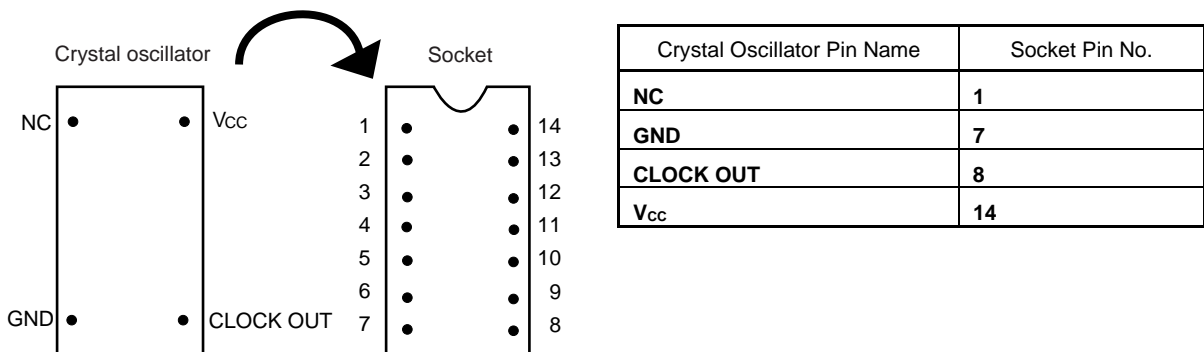 Crystal oscillator
Socket
NC
Vcc
GND
CLOCK OUT
1 14
2 13
3 12
4 11
5 10
6 9
7 8
Crystal Oscillator Pin Name Socket Pin No.
NC 1
GND 7
CLOCK OUT 8
Vcc 14